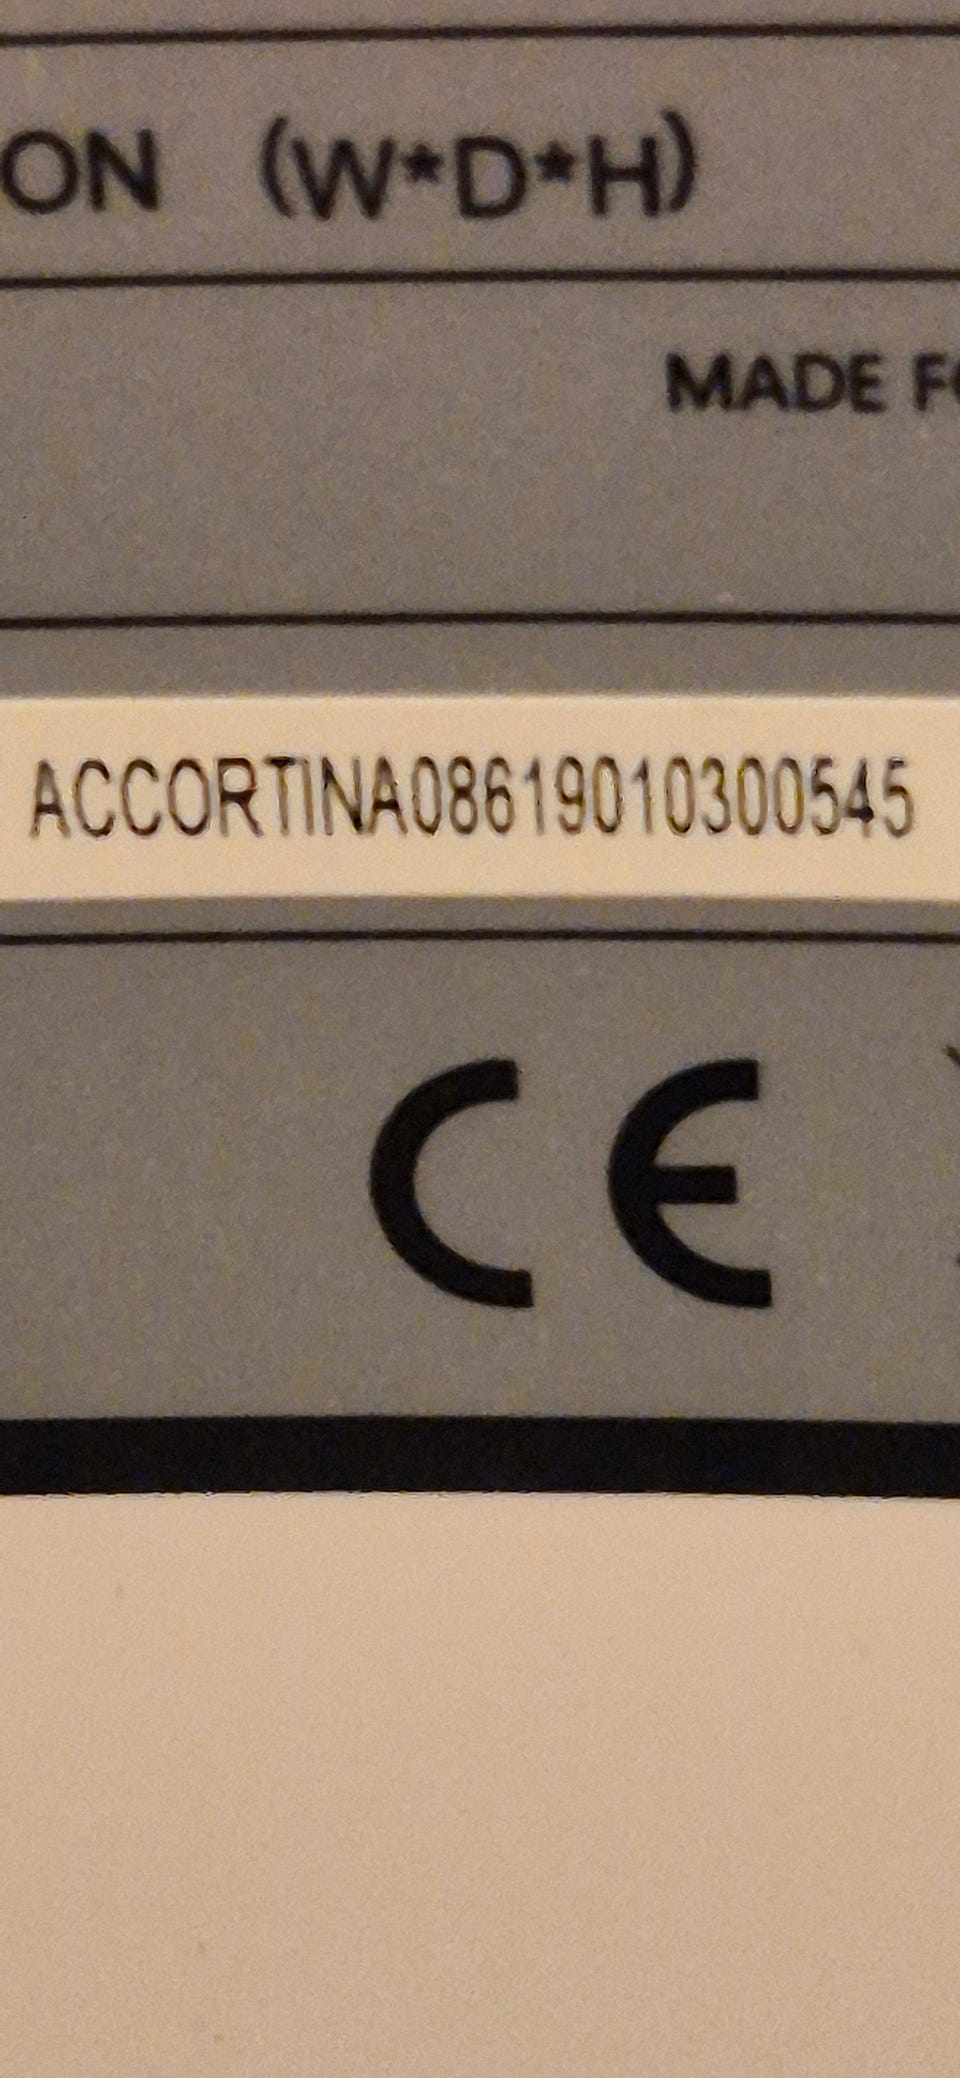 ON (W*D*H)
MADE
ACCORTINA08619010300545
CE